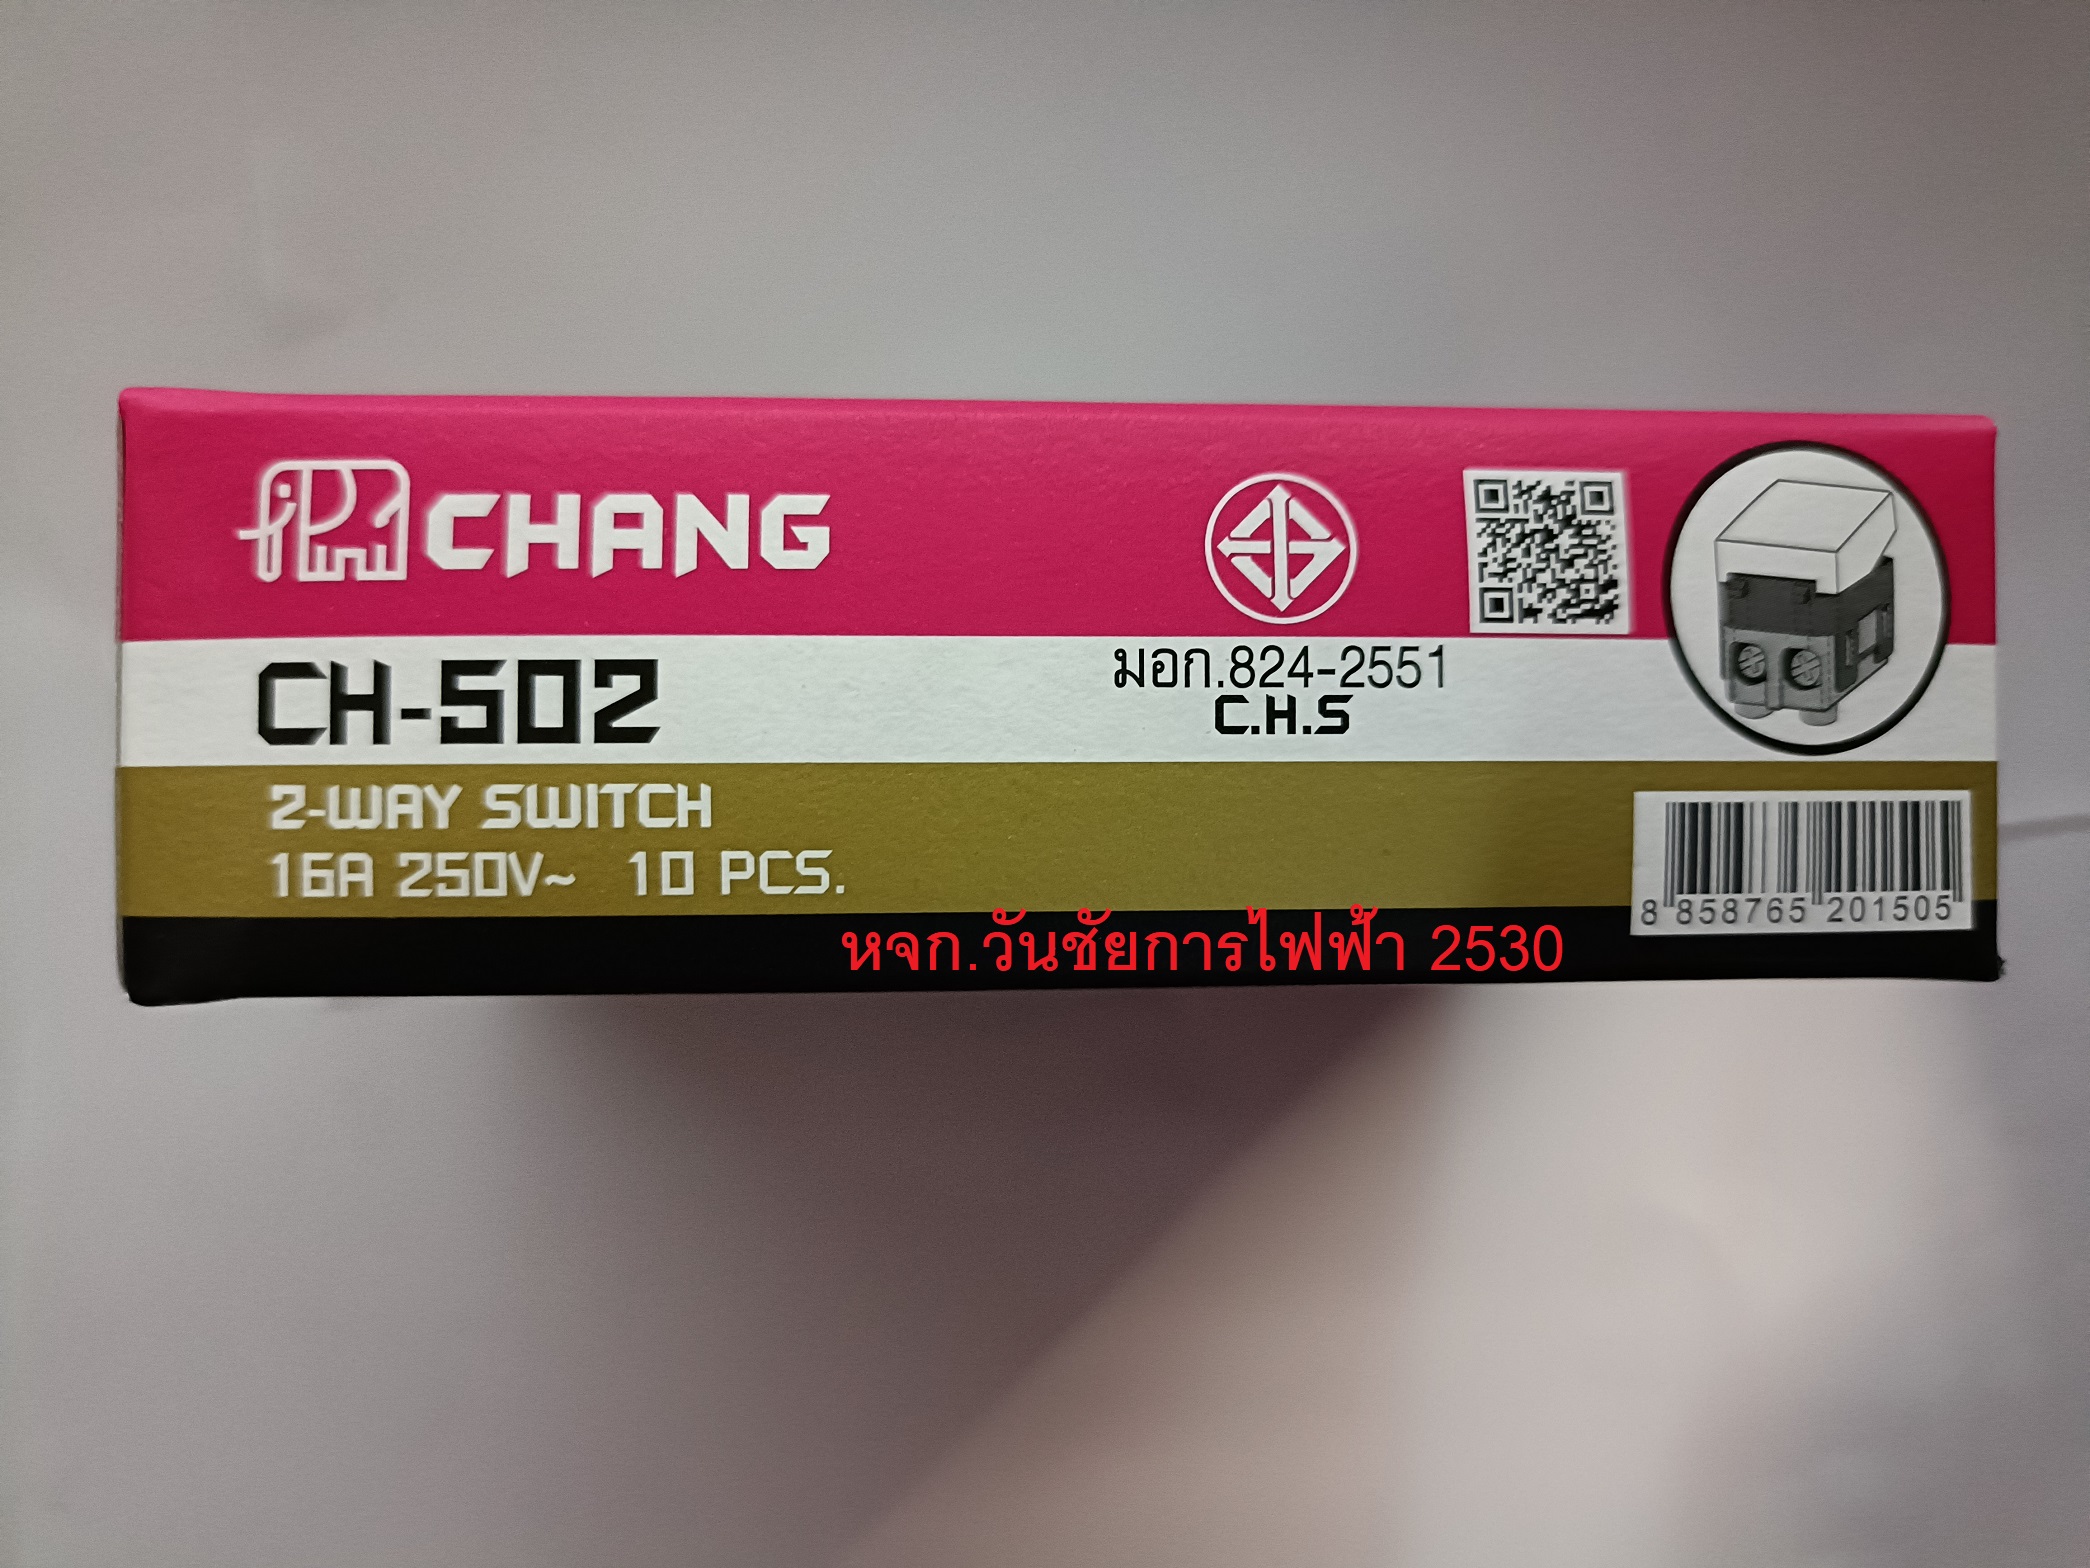 CHANG
CH-502
มอก.824-2551
C.H.S
2-WAY SWITCH
16A 250V~ 10 PCS.
8 858765 201505
หจก.วันชัยการไฟฟ้า 2530